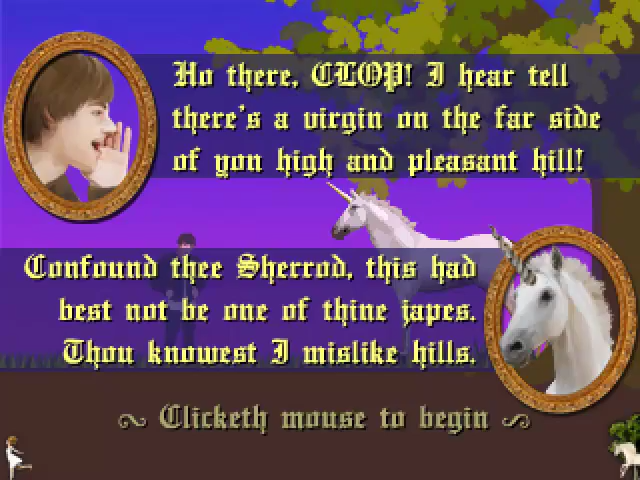 Ho there, CLOP! I hear tell
there's a virgin on the far side
of yon high and pleasant hill!
Confound thee Sherrod, this had
best not be one of thine japes.
Thou knowest I mislike hills.
~ Clicketh mouse to begin ~